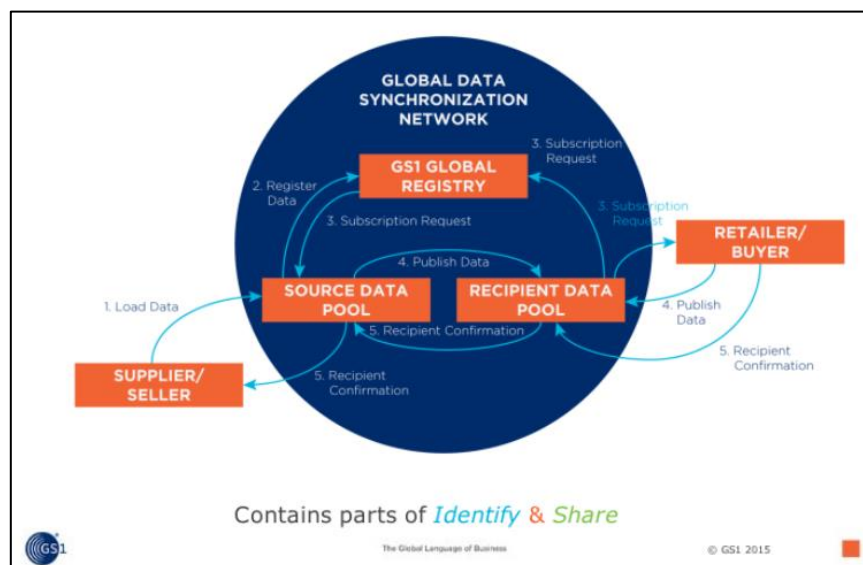 GLOBAL DATA
SYNCHRONIZATION
NETWORK
3. Subscription
Request
GS1 GLOBAL
REGISTRY
2. Register
Data
3. Subscription Request
3. Subscription
Request
RETAILER/
BUYER
4. Publish Data
SOURCE DATA
POOL
RECIPIENT DATA
POOL
1. Load Data
4. Publish
Data
5. Recipient Confirmation
5. Recipient
Confirmation
SUPPLIER/
SELLER
5. Recipient
Confirmation
Contains parts of Identify & Share
GS1
The Global Language of Business
© GS1 2015